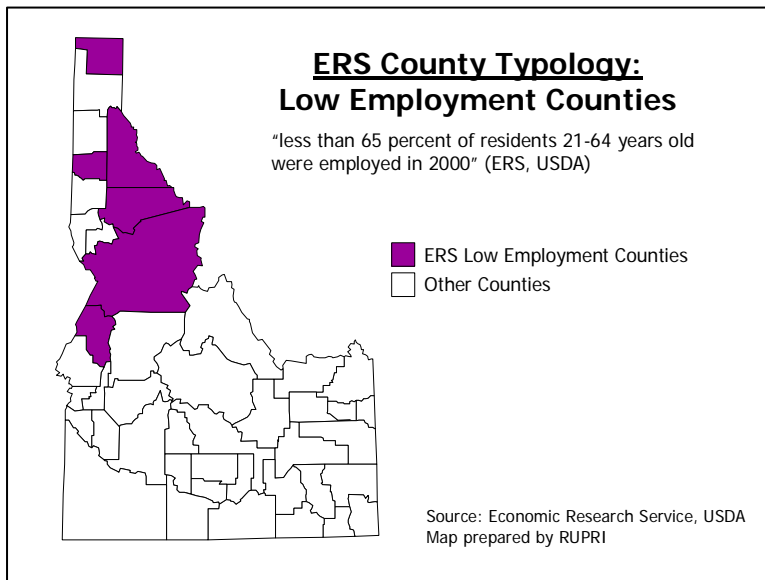 ERS County Typology:
Low Employment Counties
"less than 65 percent of residents 21-64 years old
were employed in 2000" (ERS, USDA)
ERS Low Employment Counties
Other Counties
Source: Economic Research Service, USDA
Map prepared by RUPRI